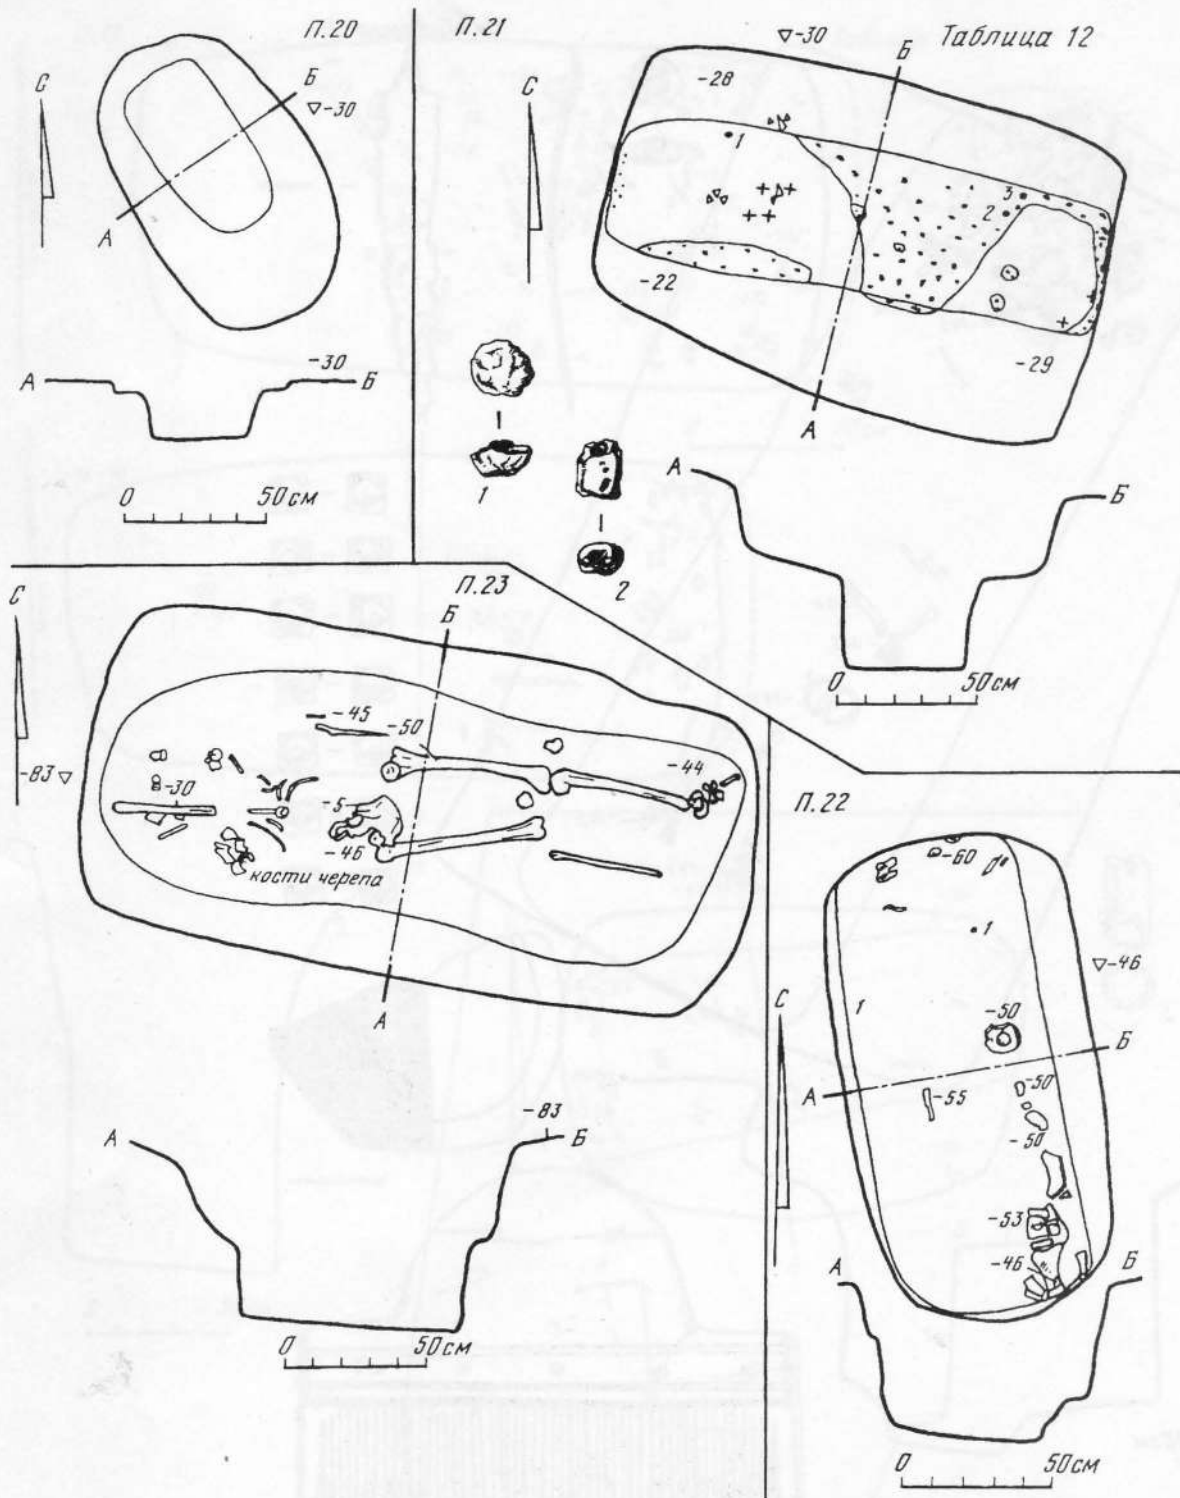 П.20
С
Б
▽-30
А
-30
А Б
0 50см
П.21
▽-30
Таблица 12
Б
С
-28
1
3
2
-22
-29
А
1
2
А
Б
0 50см
П.23
С
Б
-45
-50
-83 ▽
-30
-44
-5
-46
кости черепа
А
-83
А Б
0 50см
П.22
-60
1
▽-46
С
1
-50
Б
А
-55
-50
-50
-53
-46
А Б
0 50см